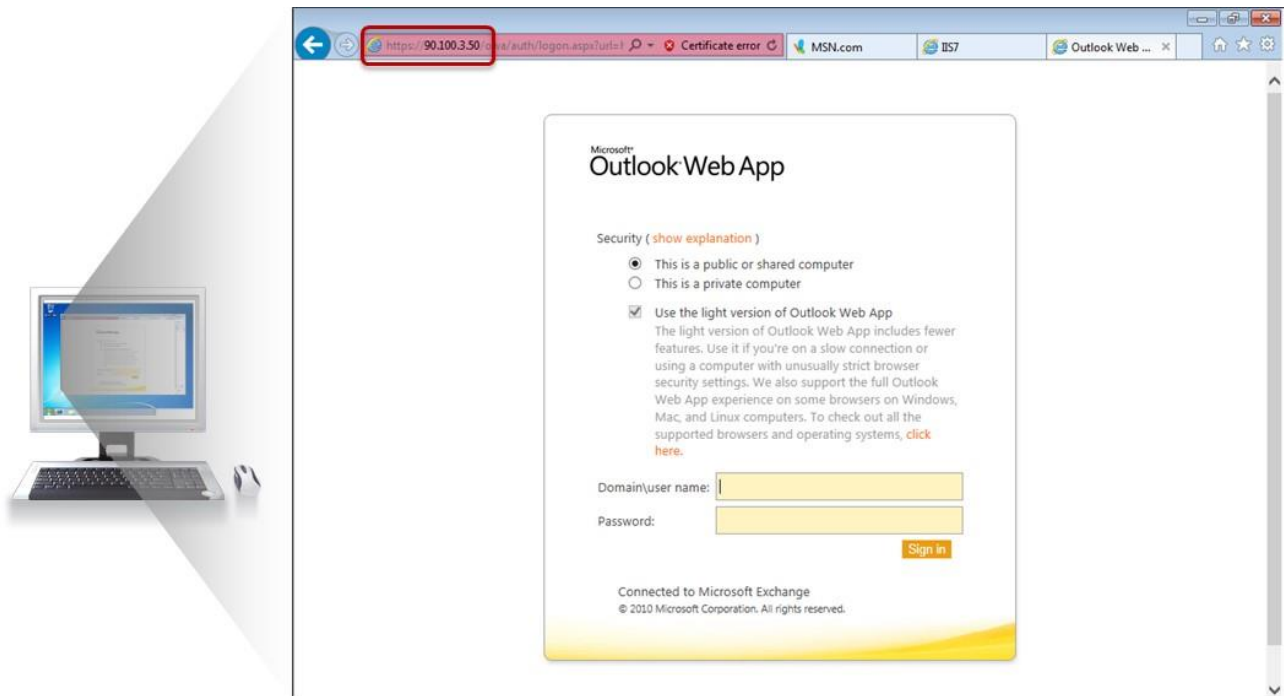 https://90.100.3.50/owa/auth/logon.aspx?url=h
Certificate error
MSN.com
IIS7
Outlook Web ...
Microsoft®
Outlook Web App
Security ( show explanation )
This is a public or shared computer
This is a private computer
Use the light version of Outlook Web App
The light version of Outlook Web App includes fewer
features. Use it if you're on a slow connection or
using a computer with unusually strict browser
security settings. We also support the full Outlook
Web App experience on some browsers on Windows,
Mac, and Linux computers. To check out all the
supported browsers and operating systems, click
here.
Domain\user name:
Password:
Sign in
Connected to Microsoft Exchange
© 2010 Microsoft Corporation. All rights reserved.